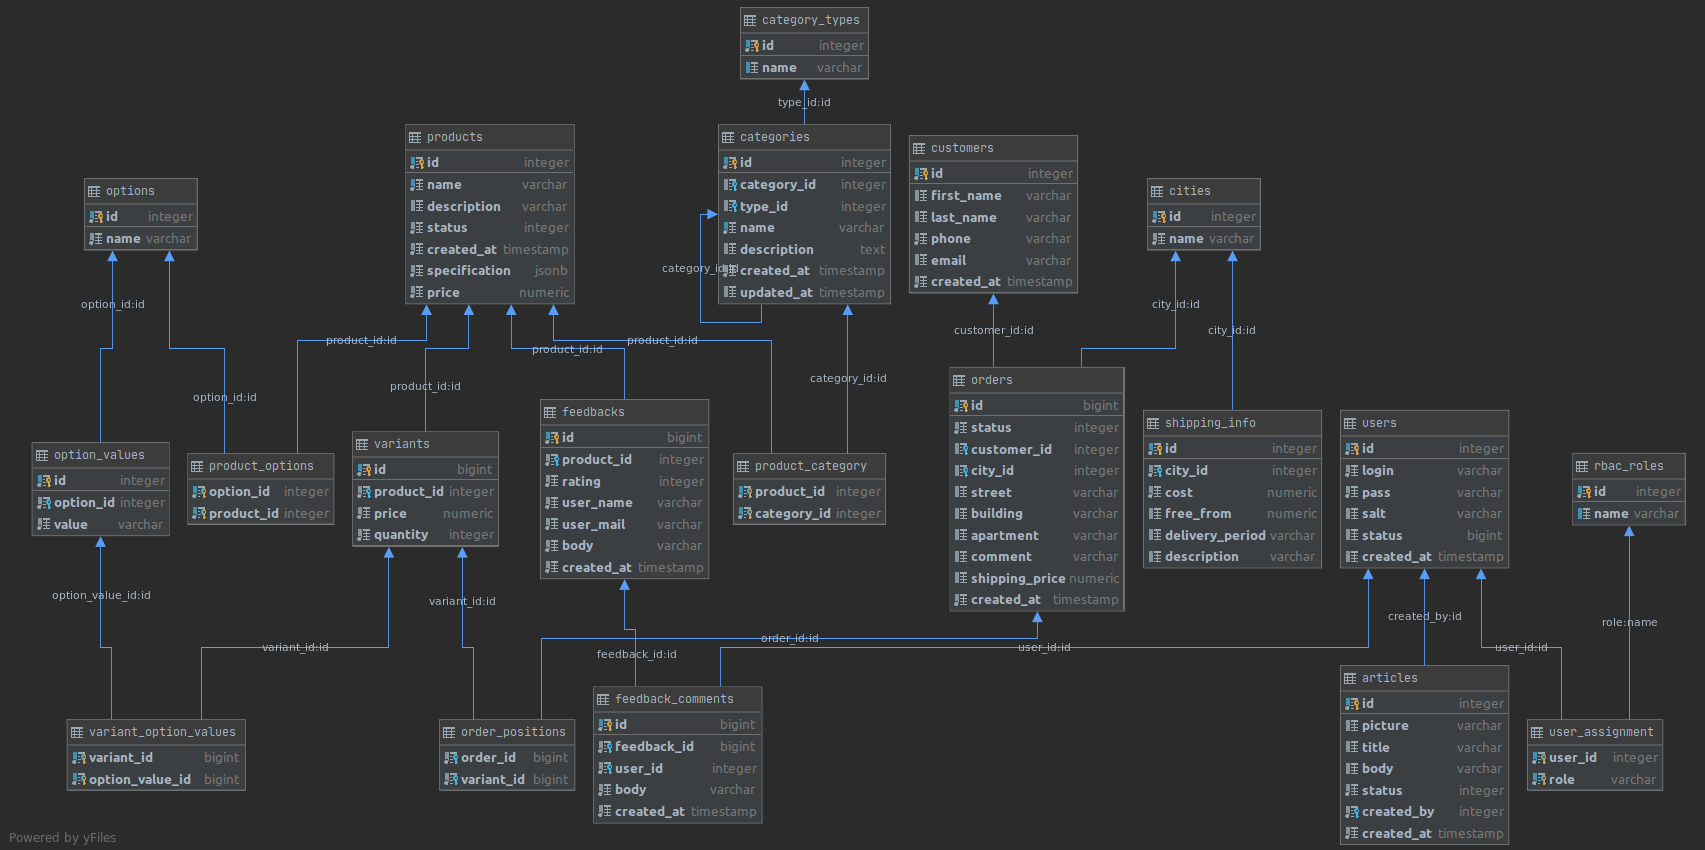 category_types
id integer
name varchar
type_id:id
products
id integer
name varchar
description varchar
status integer
created_at timestamp
specification jsonb
price numeric
categories
id integer
category_id integer
type_id integer
name varchar
description text
created_at timestamp
updated_at timestamp
customers
id integer
first_name varchar
last_name varchar
phone varchar
email varchar
created_at timestamp
options
id integer
name varchar
cities
id integer
name varchar
category_id:id
option_id:id
city_id:id
customer_id:id
city_id:id
product_id:id
product_id:id
product_id:id
product_id:id
category_id:id
option_id:id
orders
id bigint
status integer
customer_id integer
city_id integer
street varchar
building varchar
apartment varchar
comment varchar
shipping_price numeric
created_at timestamp
feedbacks
id bigint
product_id integer
rating integer
user_name varchar
user_mail varchar
body varchar
created_at timestamp
shipping_info
id integer
city_id integer
cost numeric
free_from numeric
delivery_period varchar
description varchar
users
id integer
login varchar
pass varchar
salt varchar
status bigint
created_at timestamp
option_values
id integer
option_id integer
value varchar
product_options
option_id integer
product_id integer
variants
id bigint
product_id integer
price numeric
quantity integer
product_category
product_id integer
category_id integer
rbac_roles
id integer
name varchar
option_value_id:id
variant_id:id
variant_id:id
order_id:id
feedback_id:id
user_id:id
created_by:id
user_id:id
role:name
articles
id integer
picture varchar
title varchar
body varchar
status integer
created_by integer
created_at timestamp
feedback_comments
id bigint
feedback_id bigint
user_id integer
body varchar
created_at timestamp
variant_option_values
variant_id bigint
option_value_id bigint
order_positions
order_id bigint
variant_id bigint
user_assignment
user_id integer
role varchar
Powered by yFiles